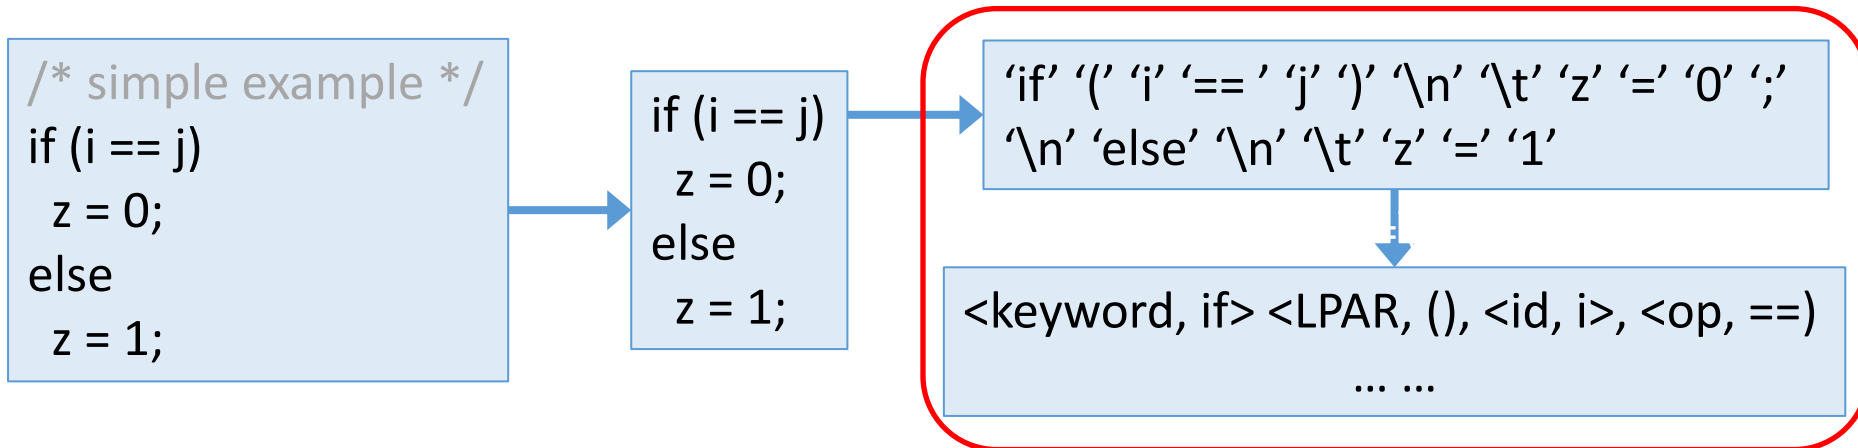 /* simple example */
if (i == j)
z = 0;
else
z = 1;
if (i == j)
z = 0;
else
z = 1;
‘if’ ‘(’ ‘i’ ‘== ’ ‘j’ ‘)’ ‘\n’ ‘\t’ ‘z’ ‘=’ ‘0’ ‘;’
‘\n’ ‘else’ ‘\n’ ‘\t’ ‘z’ ‘=’ ‘1’
<keyword, if> <LPAR, (), <id, i>, <op, ==)
... ...